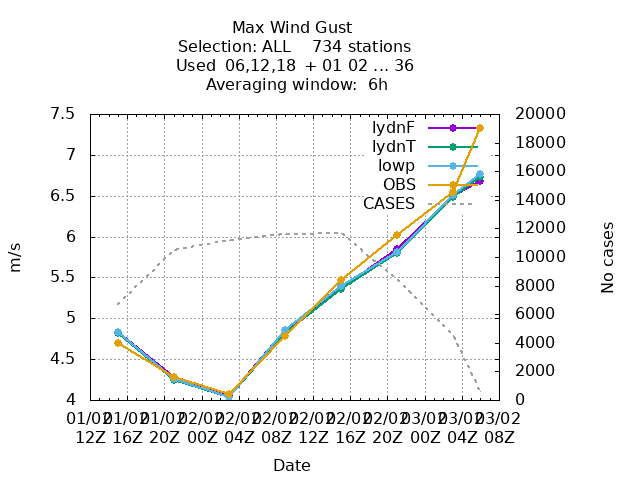 Max Wind Gust
Selection: ALL 734 stations
Used 06,12,18 + 01 02 ... 36
Averaging window: 6h
7.5
7
6.5
6
5.5
5
4.5
4
m/s
20000
18000
16000
14000
12000
10000
8000
6000
4000
2000
0
No cases
lydnF
lydnT
lowp
OBS
CASES
01/02 01/02 01/02 02/02 02/02 02/02 02/02 02/02 02/02 03/02 03/02 03/02
12Z 16Z 20Z 00Z 04Z 08Z 12Z 16Z 20Z 00Z 04Z 08Z
Date